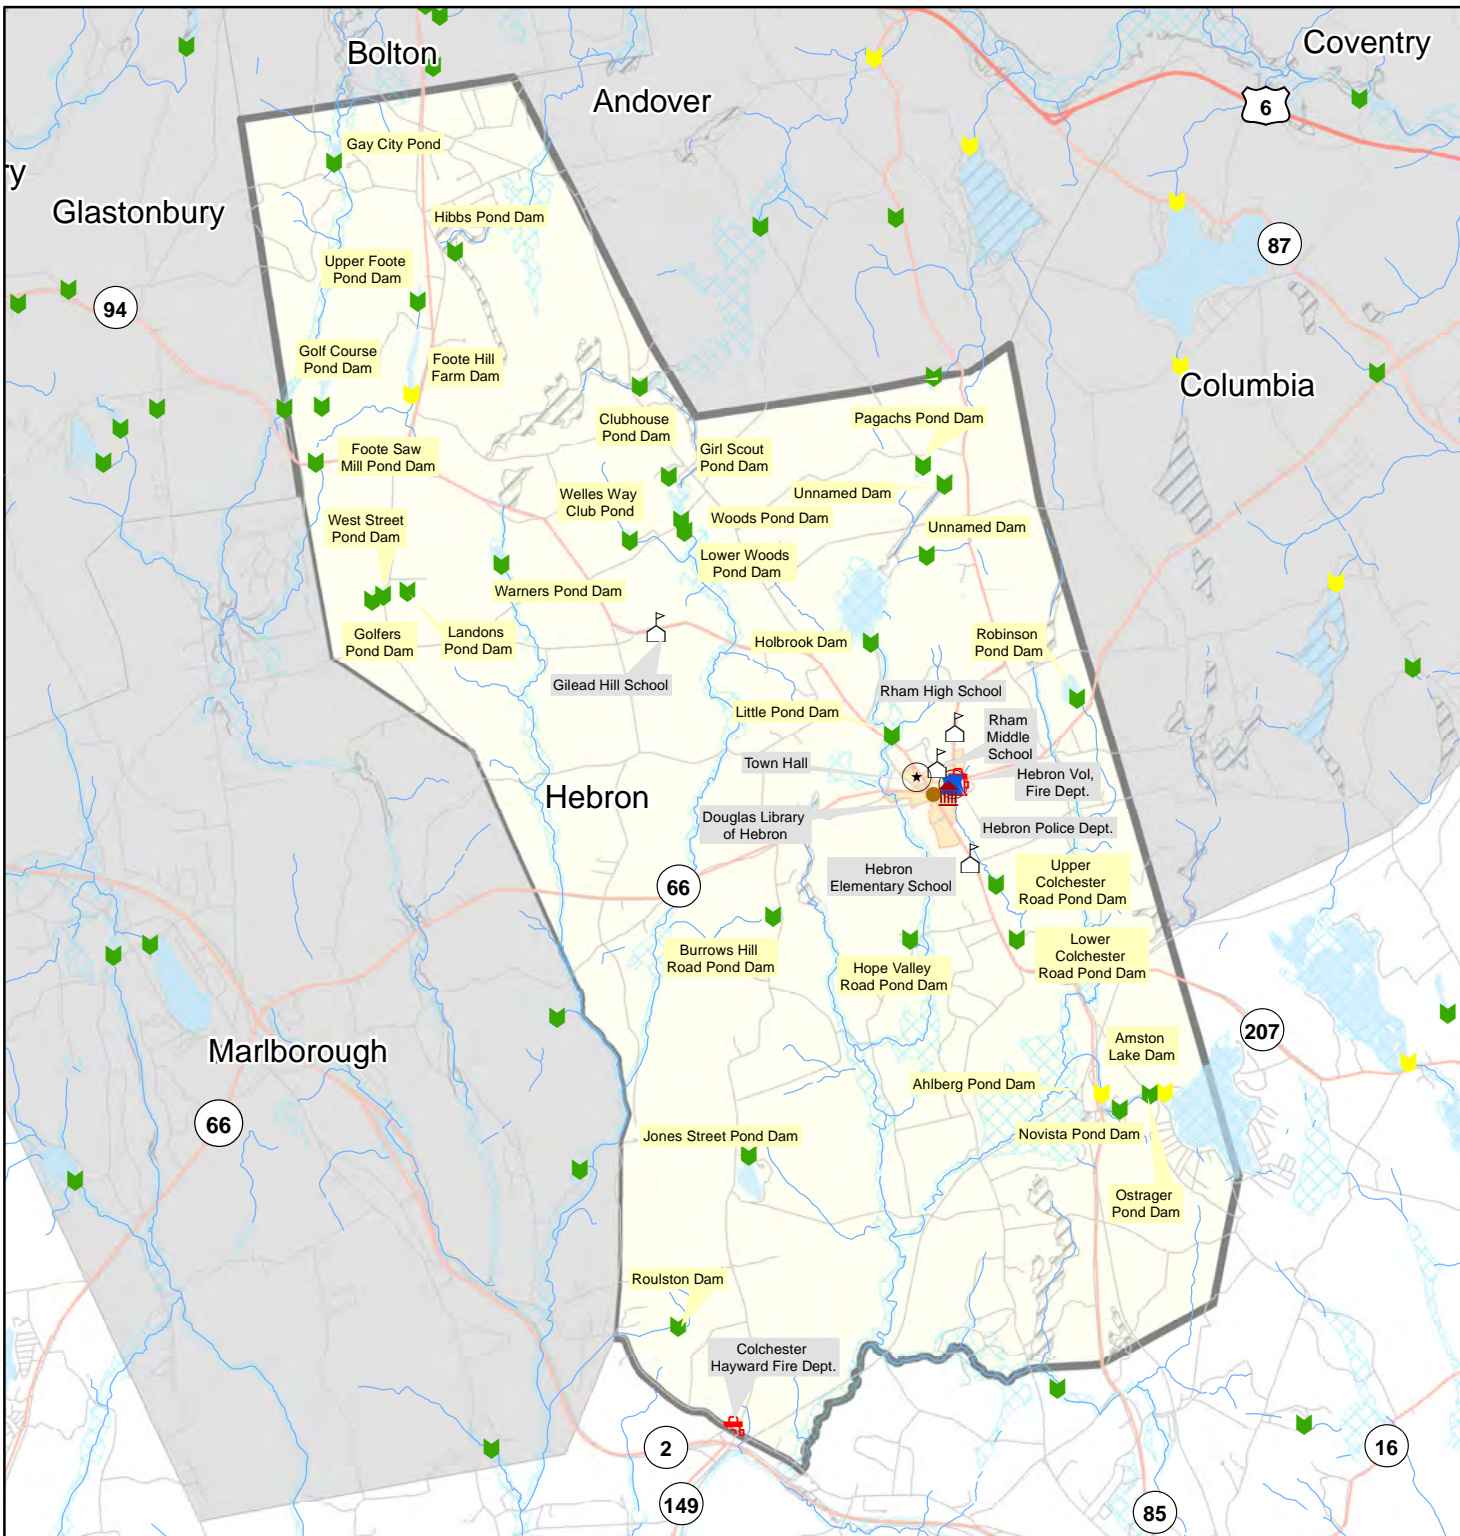 Bolton
Coventry
Andover
6
Gay City Pond
ry
Glastonbury
Hibbs Pond Dam
87
Upper Foote
Pond Dam
94
Golf Course
Pond Dam
Foote Hill
Farm Dam
Columbia
Clubhouse
Pond Dam
Pagachs Pond Dam
Foote Saw
Mill Pond Dam
Girl Scout
Pond Dam
Welles Way
Club Pond
Unnamed Dam
West Street
Pond Dam
Woods Pond Dam
Unnamed Dam
Lower Woods
Pond Dam
Warners Pond Dam
Golfers
Pond Dam
Landons
Pond Dam
Holbrook Dam
Robinson
Pond Dam
Gilead Hill School
Rham High School
Little Pond Dam
Rham
Middle
School
Town Hall
Hebron Vol,
Fire Dept.
Hebron
Douglas Library
of Hebron
Hebron Police Dept.
Hebron
Elementary School
Upper
Colchester
Road Pond Dam
66
Burrows Hill
Road Pond Dam
Hope Valley
Road Pond Dam
Lower
Colchester
Road Pond Dam
207
Marlborough
Amston
Lake Dam
Ahlberg Pond Dam
66
Novista Pond Dam
Jones Street Pond Dam
Ostrager
Pond Dam
Roulston Dam
Colchester
Hayward Fire Dept.
2
16
149
85